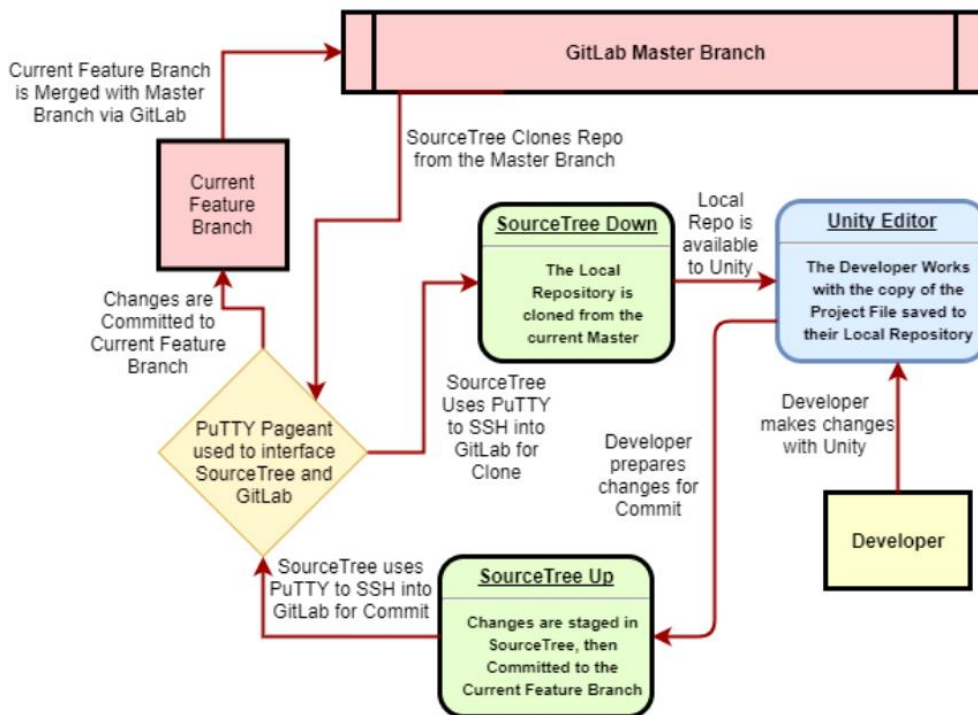 GitLab Master Branch
Current Feature Branch
is Merged with Master
Branch via GitLab
SourceTree Clones Repo
from the Master Branch
Current
Feature
Branch
SourceTree Down
The Local
Repository is
cloned from the
current Master
Local
Repo is
available
to Unity
Unity Editor
The Developer Works
with the copy of the
Project File saved to
their Local Repository
Changes are
Committed to
Current Feature
Branch
SourceTree
Uses PuTTY
to SSH into
GitLab for
Clone
PuTTY Pageant
used to interface
SourceTree and
GitLab
Developer
prepares
changes for
Commit
Developer
makes changes
with Unity
Developer
SourceTree uses
PuTTY to SSH into
GitLab for Commit
SourceTree Up
Changes are staged in
SourceTree, then
Committed to the
Current Feature Branch